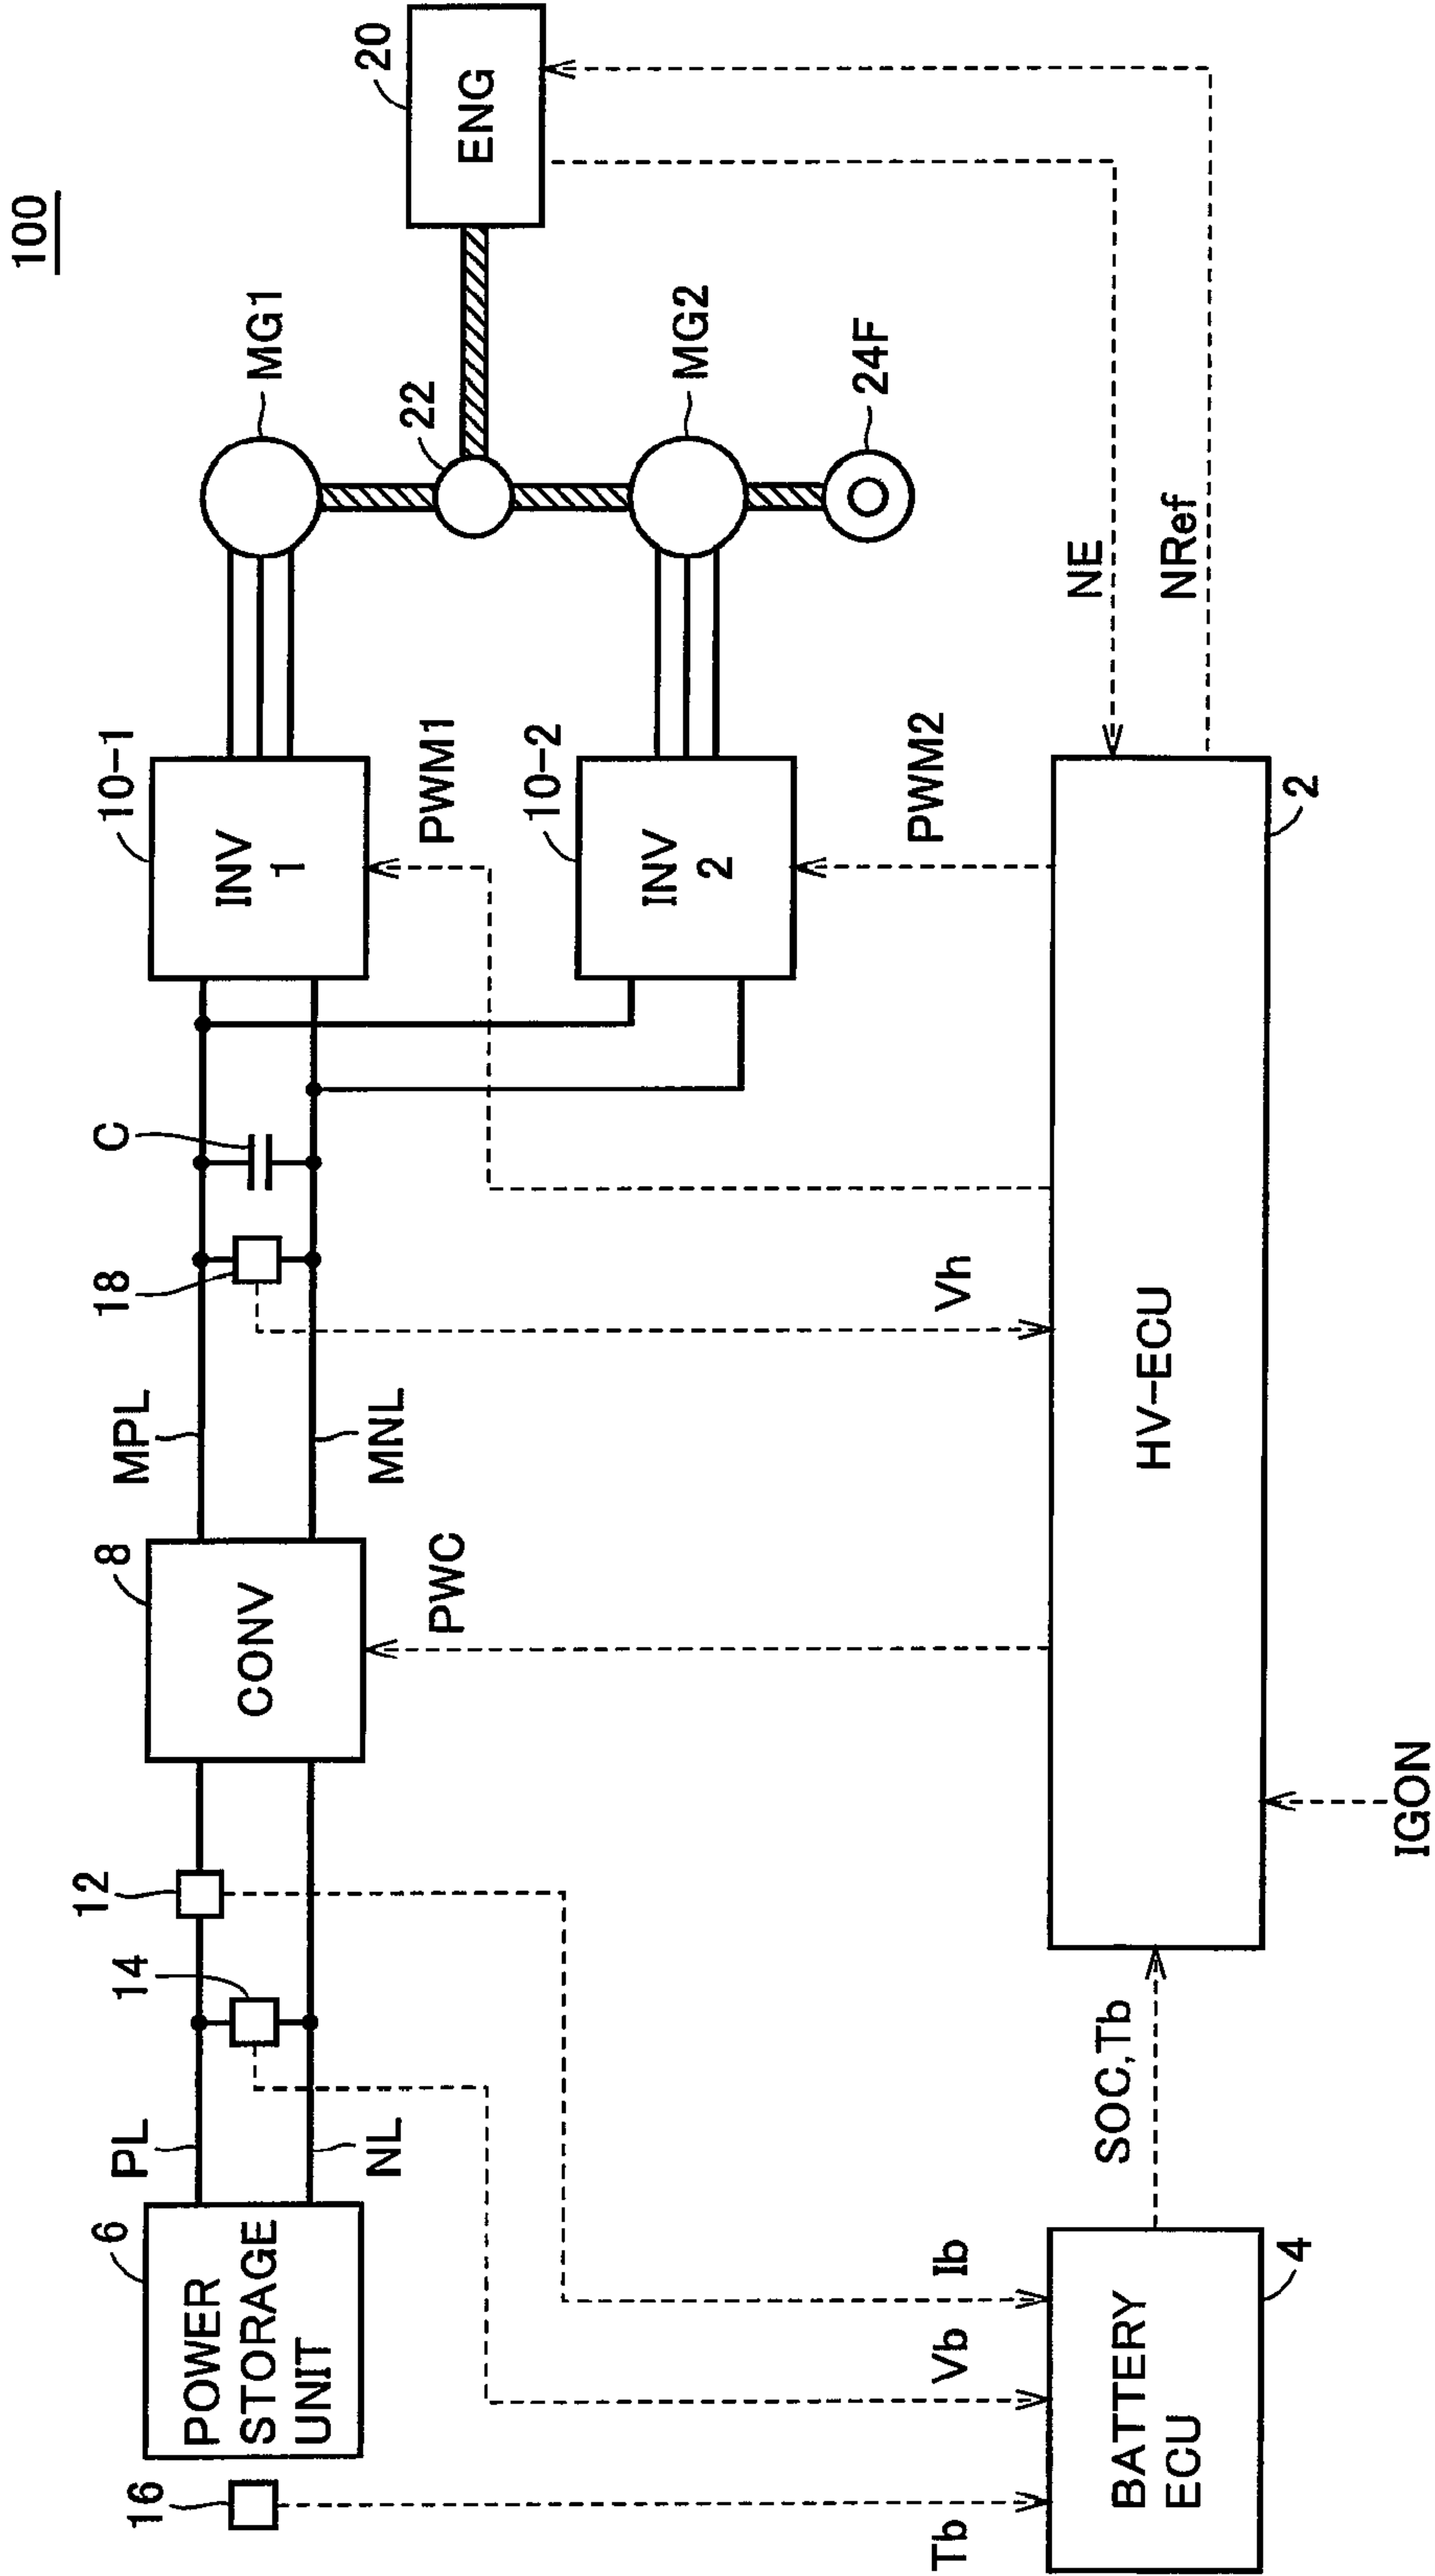 100
16
6
POWER
STORAGE
UNIT
PL
NL
14
12
8
CONV
MPL
MNL
18
C
10-1
INV
1
MG1
20
ENG
22
10-2
INV
2
MG2
24F
PWC
Vh
PWM1
PWM2
NE
NRef
Tb
Vb
Ib
BATTERY
ECU
4
SOC,Tb
HV-ECU
2
IGON